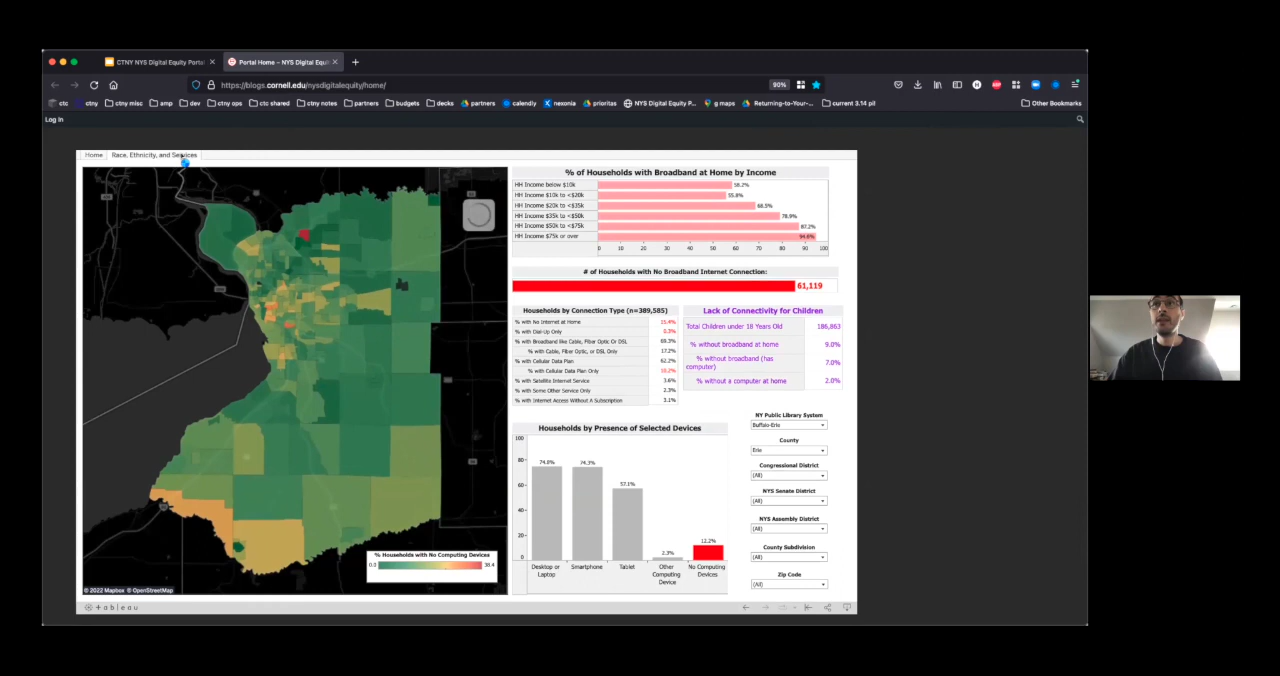 CTNY NYS Digital Equity Portal
Portal Home – NYS Digital Equit
https://blogs.cornell.edu/nysdigitalequity/home/
90%
ctc
ctny
ctny misc
amp
dev
ctny ops
ctc shared
ctny notes
partners
budgets
decks
partners
calendly
nexonia
prioritas
NYS Digital Equity P...
g maps
Returning-to-Your-...
current 3.14 pil
Other Bookmarks
Log In
Home
Race, Ethnicity, and Services
% of Households with Broadband at Home by Income
HH Income below $10k
58.2%
HH Income $10k to <$20k
55.8%
HH Income $20k to <$35k
68.5%
HH Income $35k to <$50k
78.9%
HH Income $50k to <$75k
87.2%
HH Income $75k or over
94.6%
0 10 20 30 40 50 60 70 80 90 100
# of Households with No Broadband Internet Connection:
61,119
Households by Connection Type (n=389,585)
% with No Internet at Home
11.4%
% with Dial-Up Only
0.3%
% with Broadband like Cable, Fiber Optic Or DSL
69.3%
% with Cable, Fiber Optic, or DSL Only
17.2%
% with Cellular Data Plan
62.2%
% with Cellular Data Plan Only
10.2%
% with Satellite Internet Service
3.6%
% with Some Other Service Only
2.3%
% with Internet Access Without A Subscription
3.1%
Lack of Connectivity for Children
Total Children under 18 Years Old
186,863
% without broadband at home
9.0%
% without broadband (has
computer)
7.0%
% without a computer at home
2.0%
Households by Presence of Selected Devices
100
80
60
40
20
0
74.8%
74.3%
57.1%
2.3%
12.2%
Desktop or
Laptop
Smartphone
Tablet
Other
Computing
Device
No Computing
Devices
NY Public Library System
Buffalo-Erie
County
Erie
Congressional District
(All)
NYS Senate District
(All)
NYS Assembly District
(All)
County Subdivision
(All)
Zip Code
(All)
% Households with No Computing Devices
0.0
38.4
© 2022 Mapbox © OpenStreetMap
+ a b l e a u